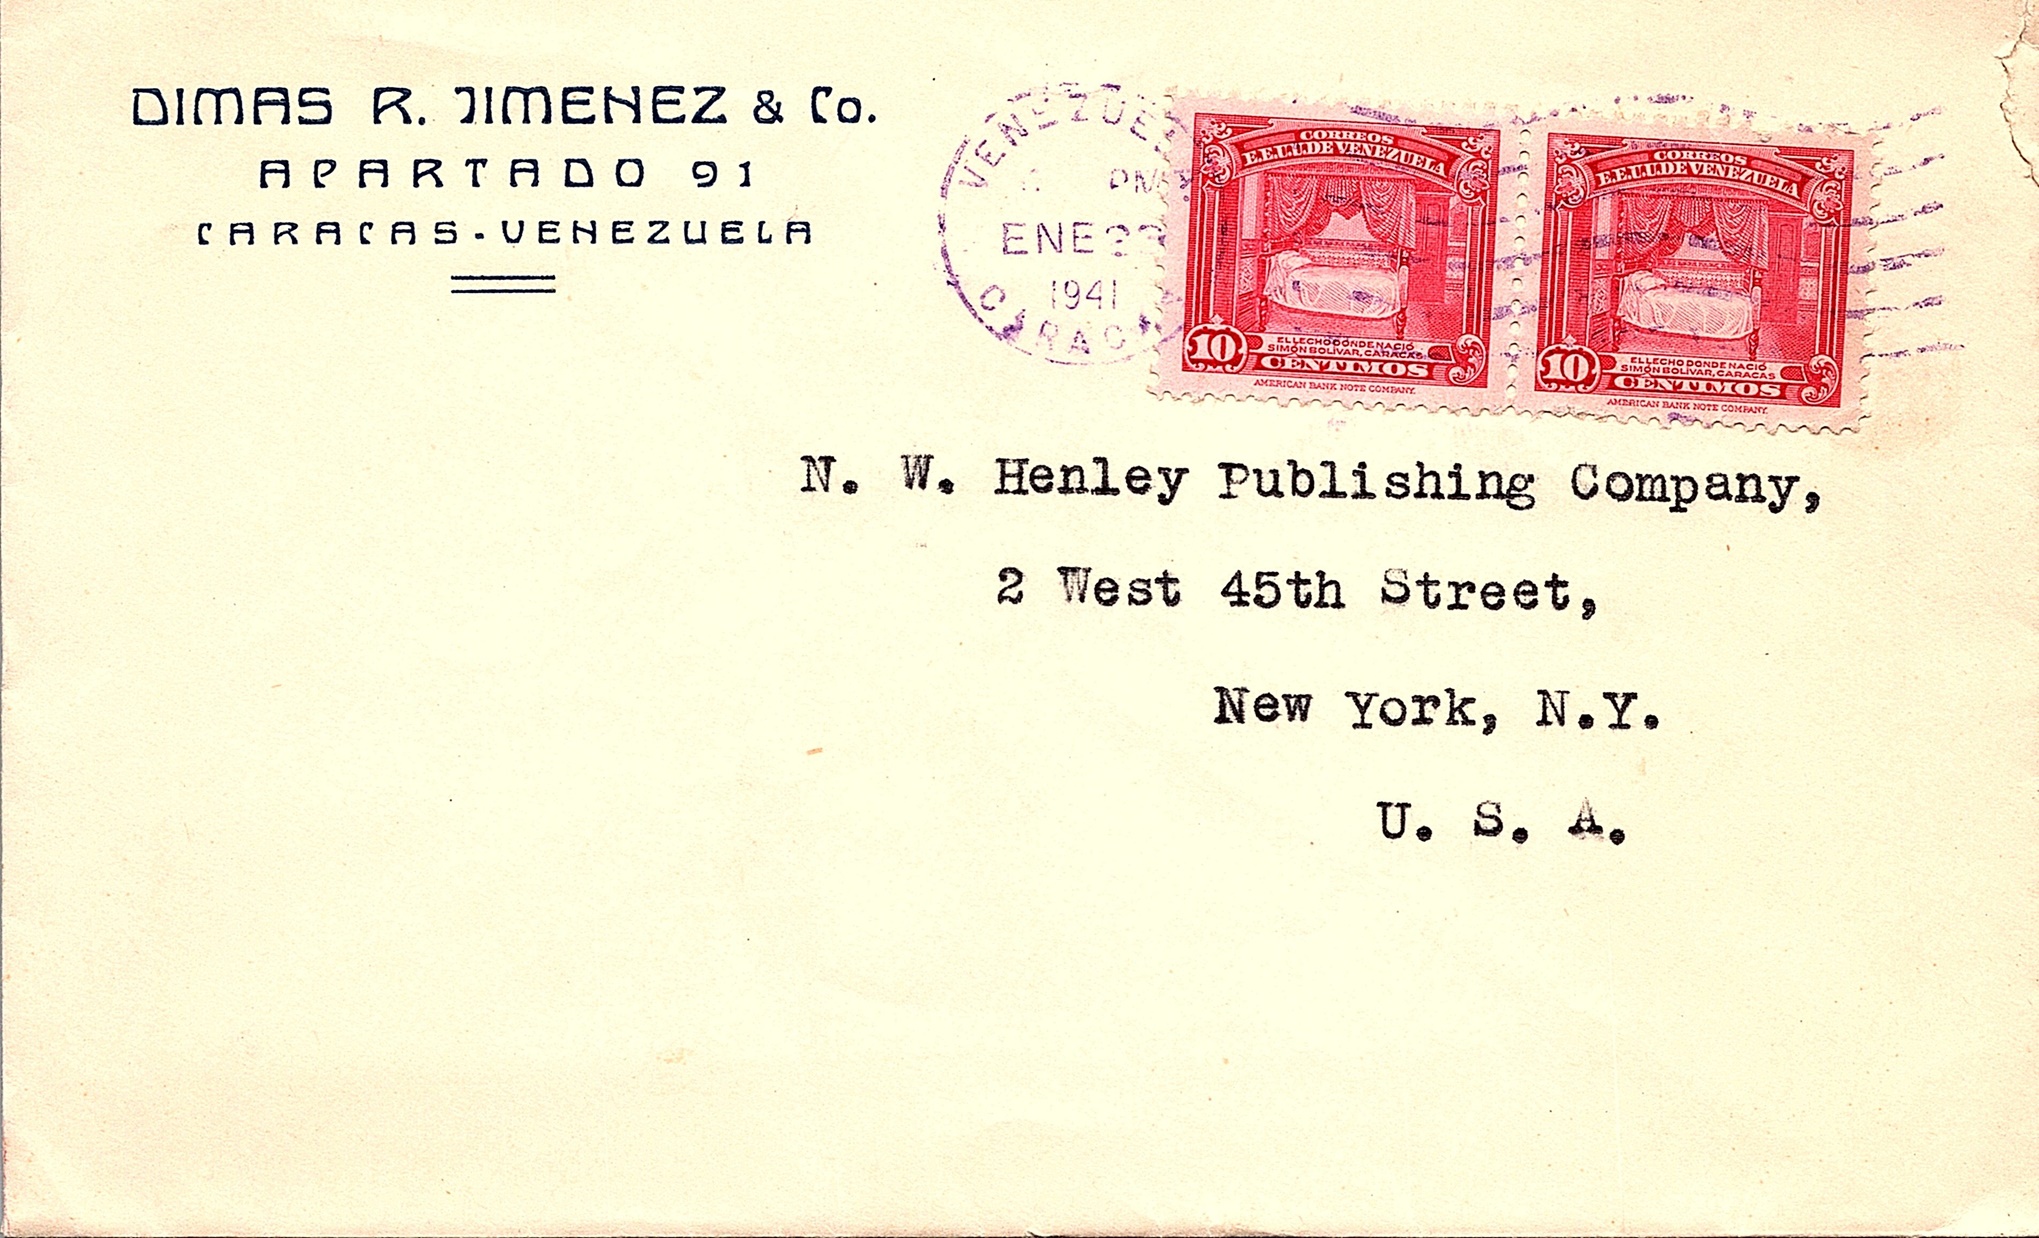 DIMAS R. JIMENEZ & Co.
APARTADO 91
CARACAS-VENEZUELA
PM
ENE
1941
CORREOS
E.E.U.U.DE VENEZUELA
10
EL LECHO DONDE NACIÓ
SIMÓN BOLIVAR, CARACAS
CENTIMOS
AMERICAN BANK NOTE COMPANY.
CORREOS
E.E.U.U.DE VENEZUELA
10
EL LECHO DONDE NACIÓ
SIMÓN BOLIVAR, CARACAS
CENTIMOS
AMERICAN BANK NOTE COMPANY.
N. W. Henley Publishing Company,
2 West 45th Street,
New York, N.Y.
U. S. A.